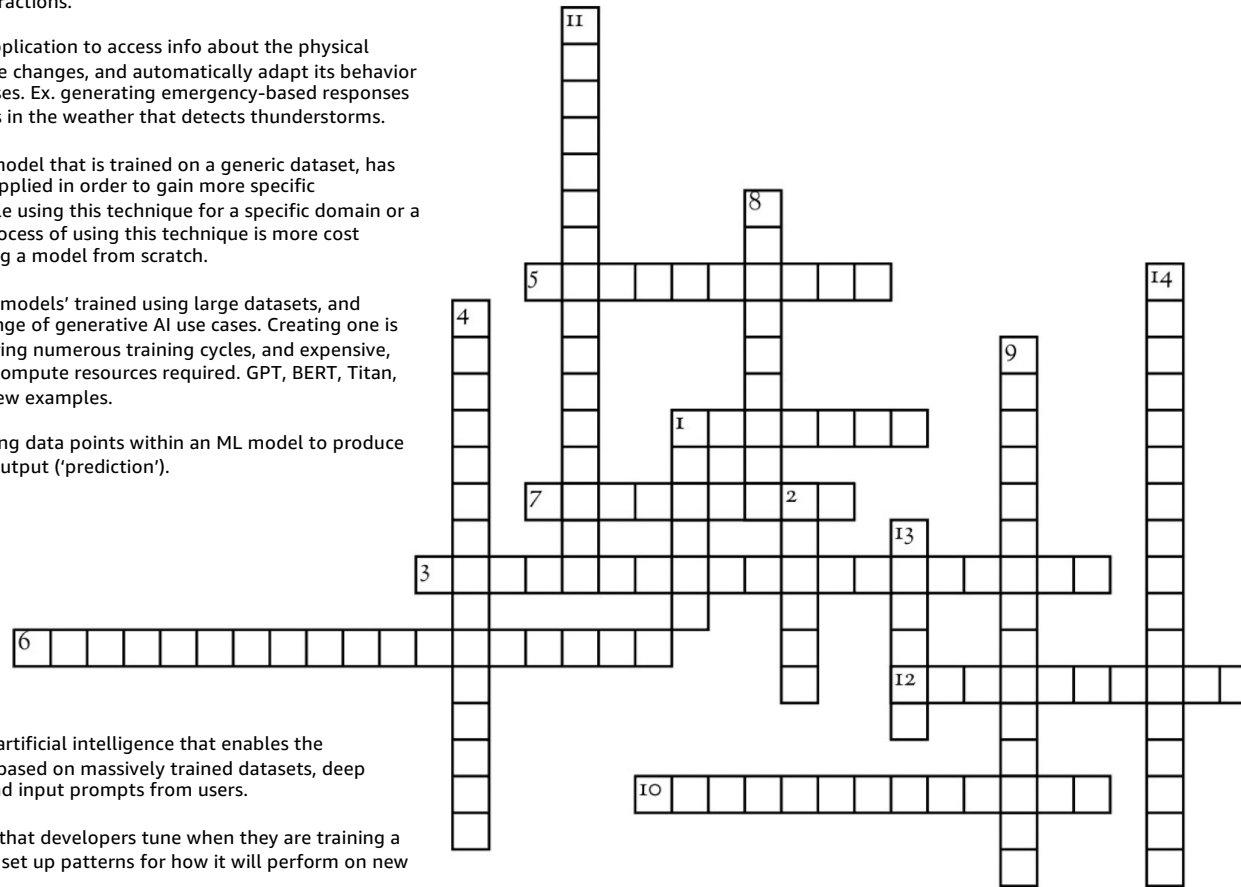 ractions.
pplication to access info about the physical
e changes, and automatically adapt its behavior
ses. Ex. generating emergency-based responses
s in the weather that detects thunderstorms.
model that is trained on a generic dataset, has
pplied in order to gain more specific
le using this technique for a specific domain or a
ocess of using this technique is more cost
g a model from scratch.
models’ trained using large datasets, and
nge of generative AI use cases. Creating one is
ring numerous training cycles, and expensive,
ompute resources required. GPT, BERT, Titan,
ew examples.
ng data points within an ML model to produce
utput (‘prediction’).
artificial intelligence that enables the
based on massively trained datasets, deep
nd input prompts from users.
that developers tune when they are training a
set up patterns for how it will perform on new
11
8
5
14
4
9
1
7
2
13
3
6
12
10